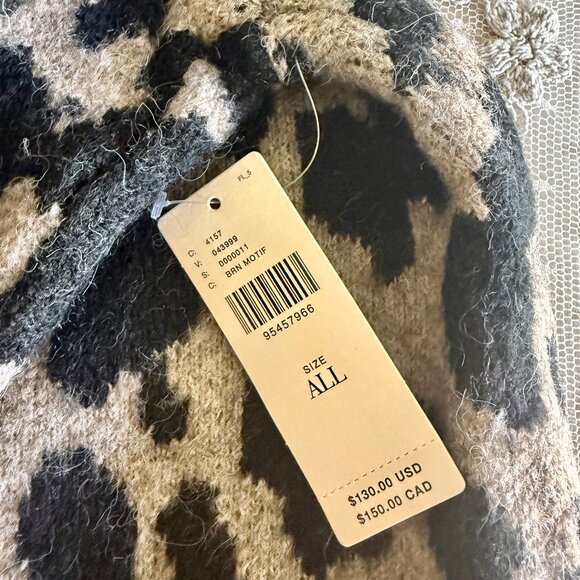 FL_5
C: 4157
V: 043999
S: 0000011
C: BRN MOTIF
95457966
SIZE
ALL
$130.00 USD
$150.00 CAD